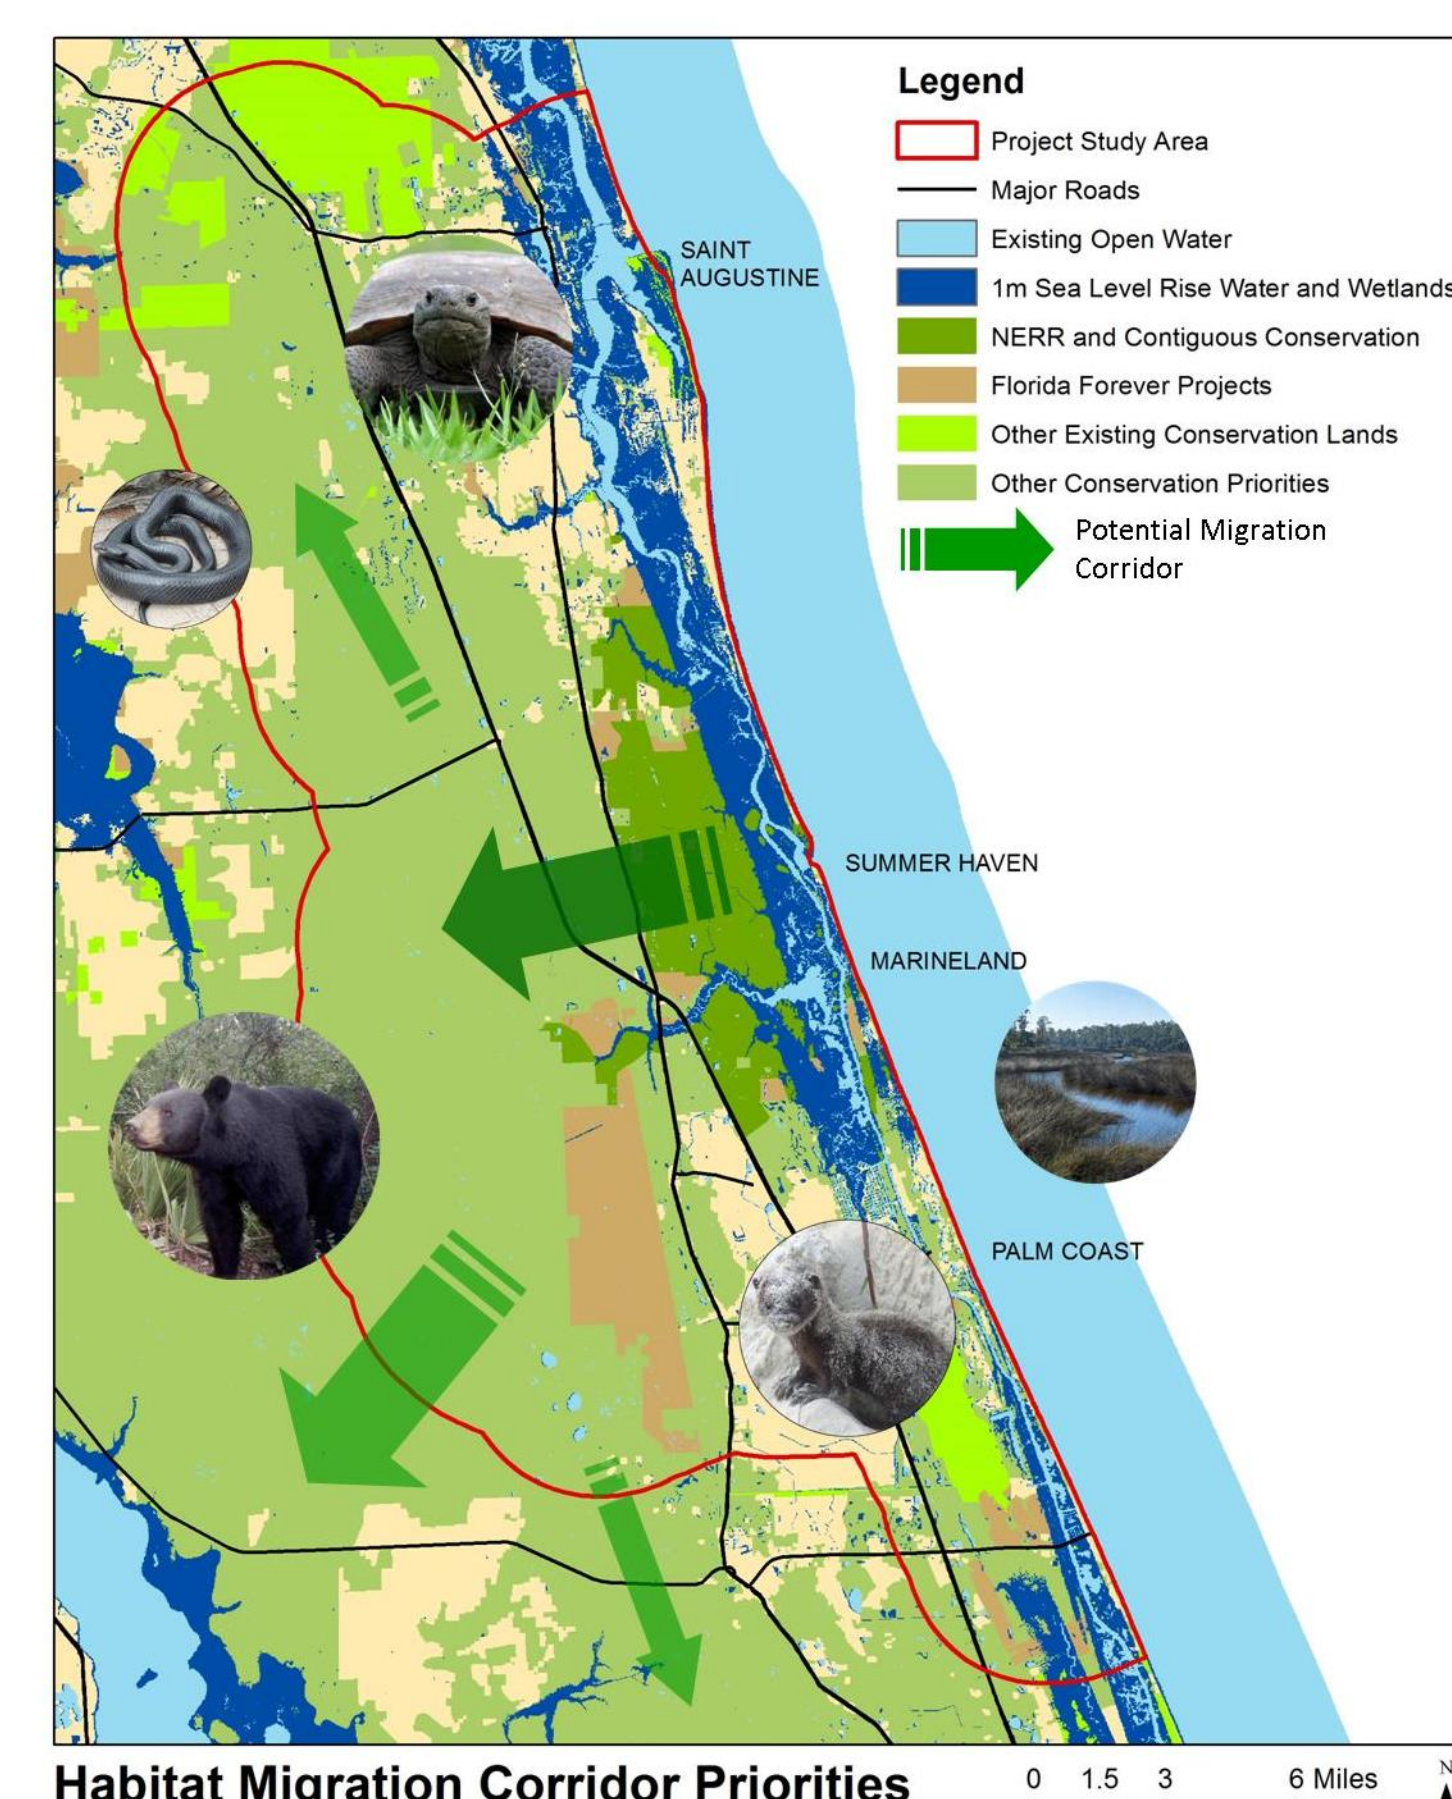 Legend
Project Study Area
Major Roads
Existing Open Water
1m Sea Level Rise Water and Wetlands
NERR and Contiguous Conservation
Florida Forever Projects
Other Existing Conservation Lands
Other Conservation Priorities
Potential Migration
Corridor
SAINT
AUGUSTINE
SUMMER HAVEN
MARINELAND
PALM COAST
Habitat Migration Corridor Priorities
0 1.5 3 6 Miles
N